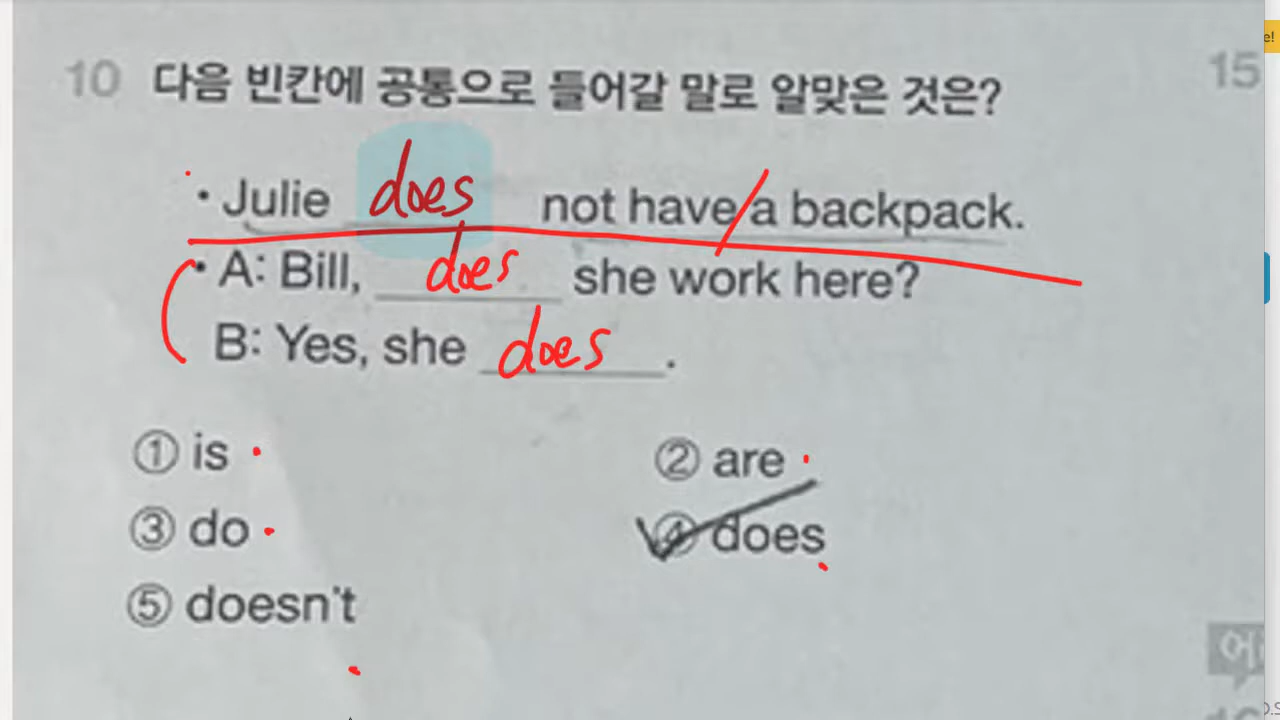 e!
10 다음 빈칸에 공통으로 들어갈 말로 알맞은 것은? 15
• Julie does not have/a backpack.
• A: Bill, does she work here?
B: Yes, she does.
① is ② are
③ do ④ does
⑤ doesn't